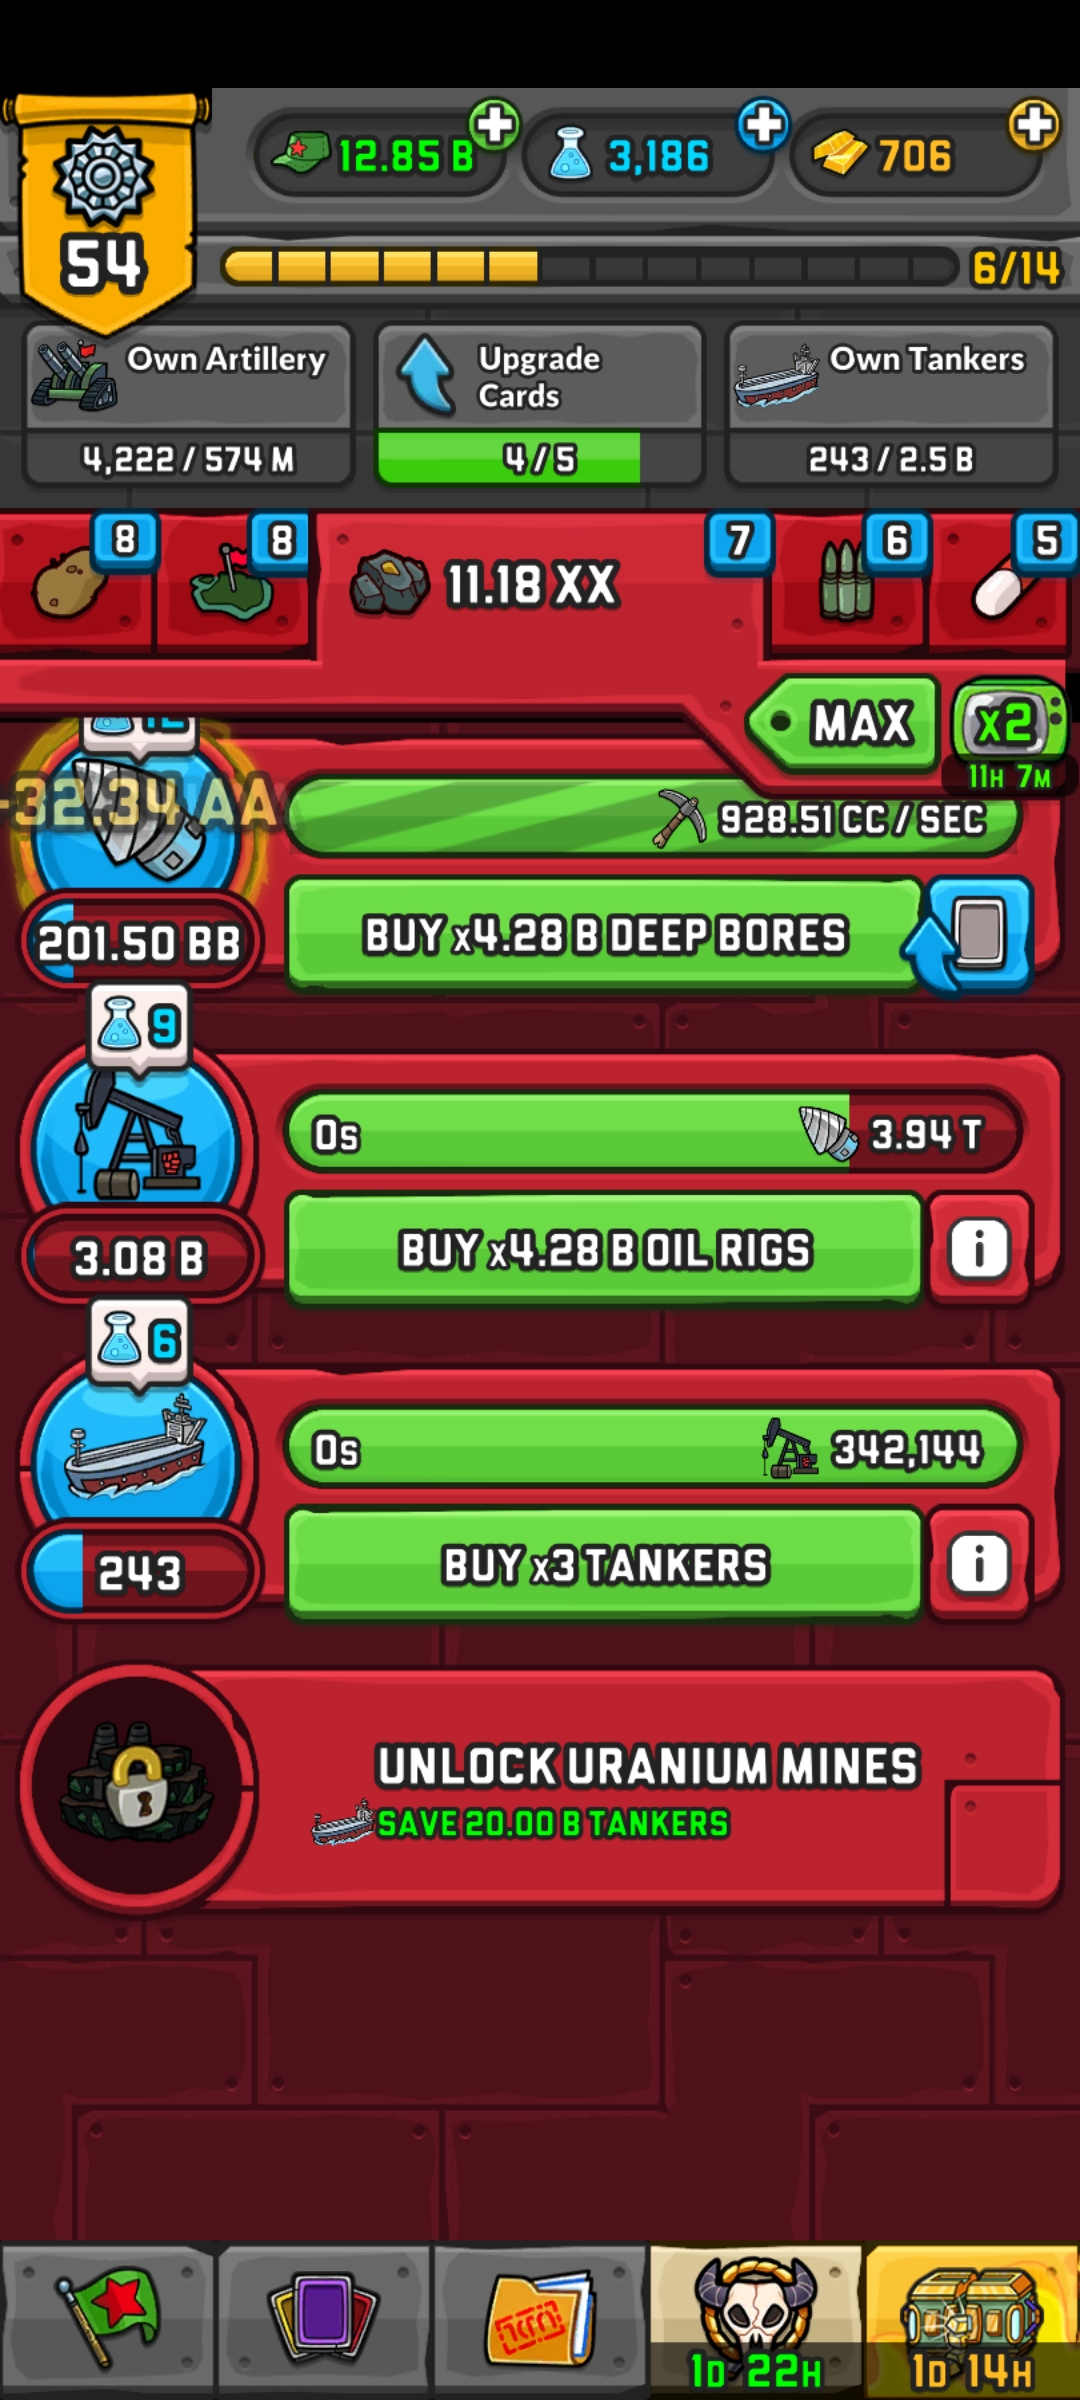 12.85 B
3,186
706
54
6/14
Own Artillery
4,222 / 574 M
Upgrade
Cards
4/5
Own Tankers
243 / 2.5 B
8
8
11.18 XX
7
6
5
MAX
x2
11H 7M
12
-32.34 AA
928.51 CC / SEC
201.50 BB
BUY x4.28 B DEEP BORES
9
0s
3.94 T
3.08 B
BUY x4.28 B OIL RIGS
i
6
0s
342,144
243
BUY x3 TANKERS
i
UNLOCK URANIUM MINES
SAVE 20.00 B TANKERS
1D 22H
1D 14H